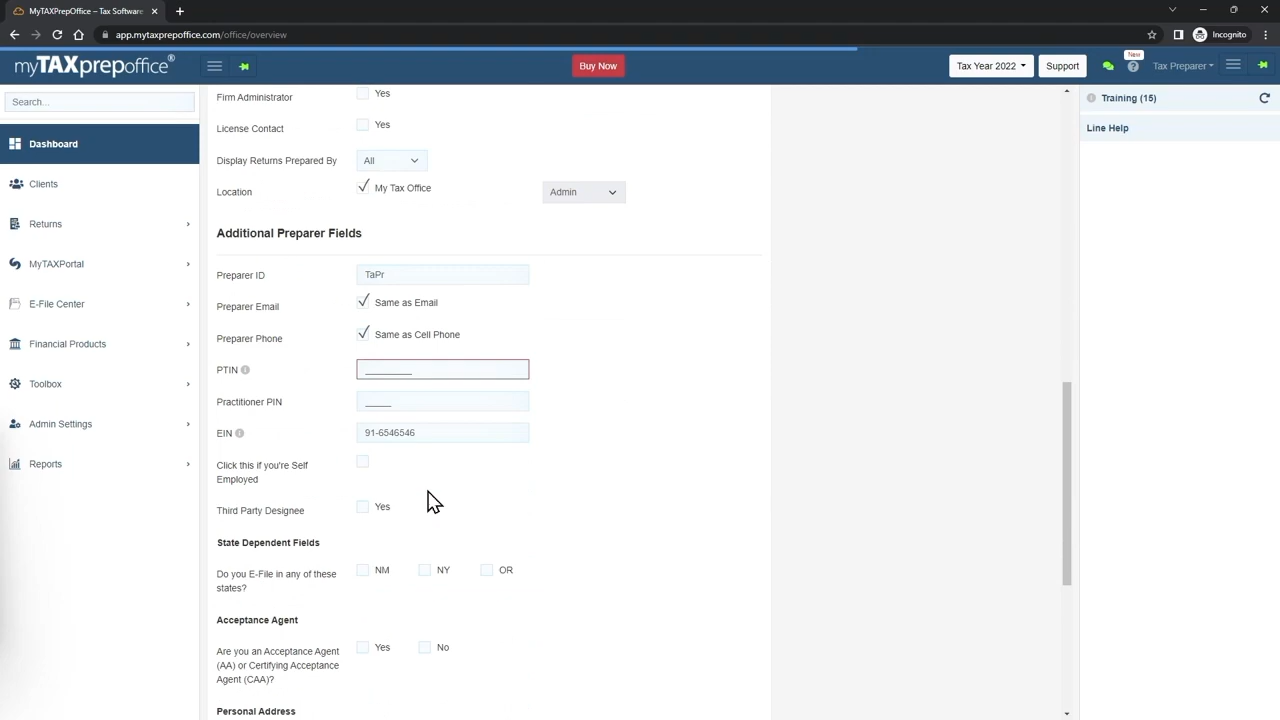 MyTAXPrepOffice – Tax Software
app.mytaxprepoffice.com/office/overview
Incognito
myTAXprepoffice®
Buy Now
Tax Year 2022
Support
New
Tax Preparer
Search...
Dashboard
Clients
Returns
MyTAXPortal
E-File Center
Financial Products
Toolbox
Admin Settings
Reports
Firm Administrator
Yes
License Contact
Yes
Display Returns Prepared By
All
Location
My Tax Office
Admin
Additional Preparer Fields
Preparer ID
TaPr
Preparer Email
Same as Email
Preparer Phone
Same as Cell Phone
PTIN
_________
Practitioner PIN
_____
EIN
91-6546546
Click this if you're Self
Employed
Third Party Designee
Yes
State Dependent Fields
Do you E-File in any of these
states?
NM
NY
OR
Acceptance Agent
Are you an Acceptance Agent
(AA) or Certifying Acceptance
Agent (CAA)?
Yes
No
Personal Address
Training (15)
Line Help